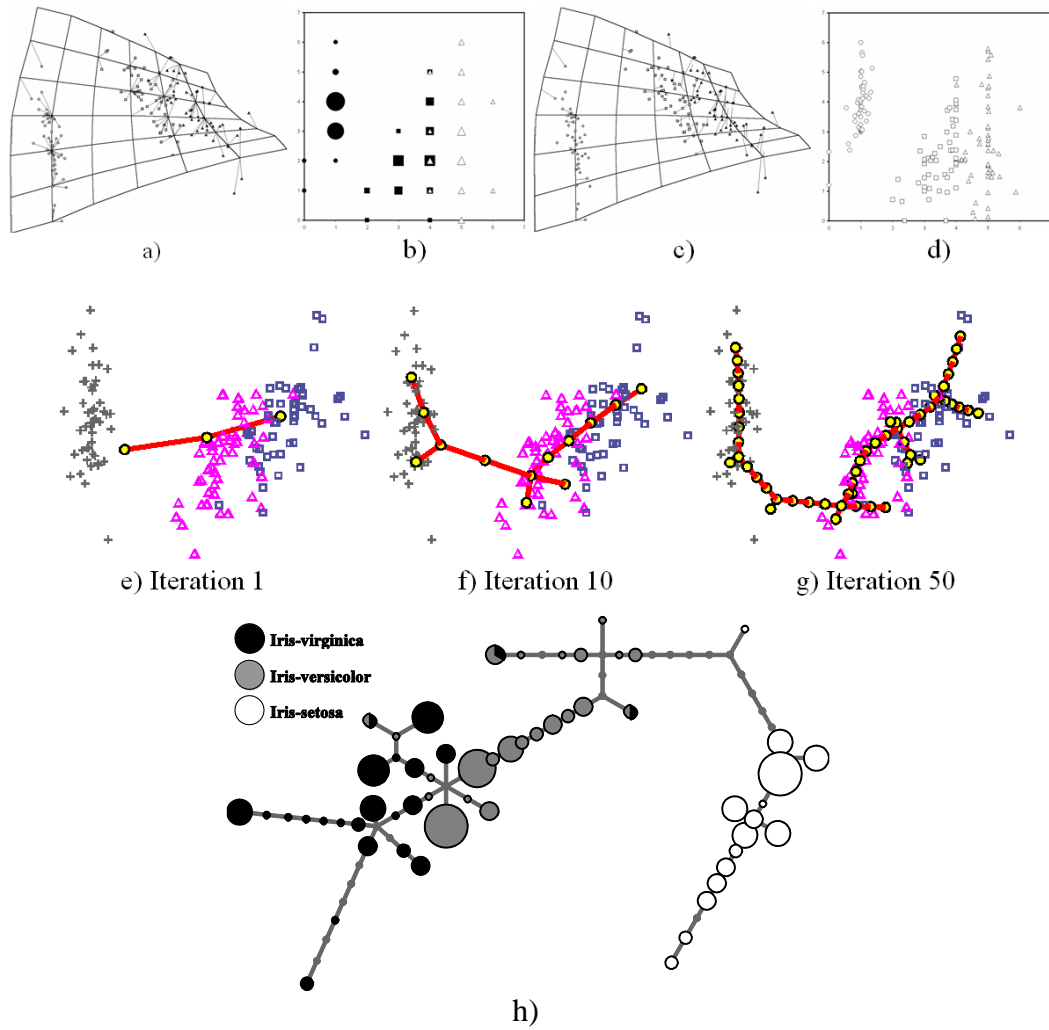 a)
b)
c)
d)
e) Iteration 1
f) Iteration 10
g) Iteration 50
Iris-virginica
Iris-versicolor
Iris-setosa
h)